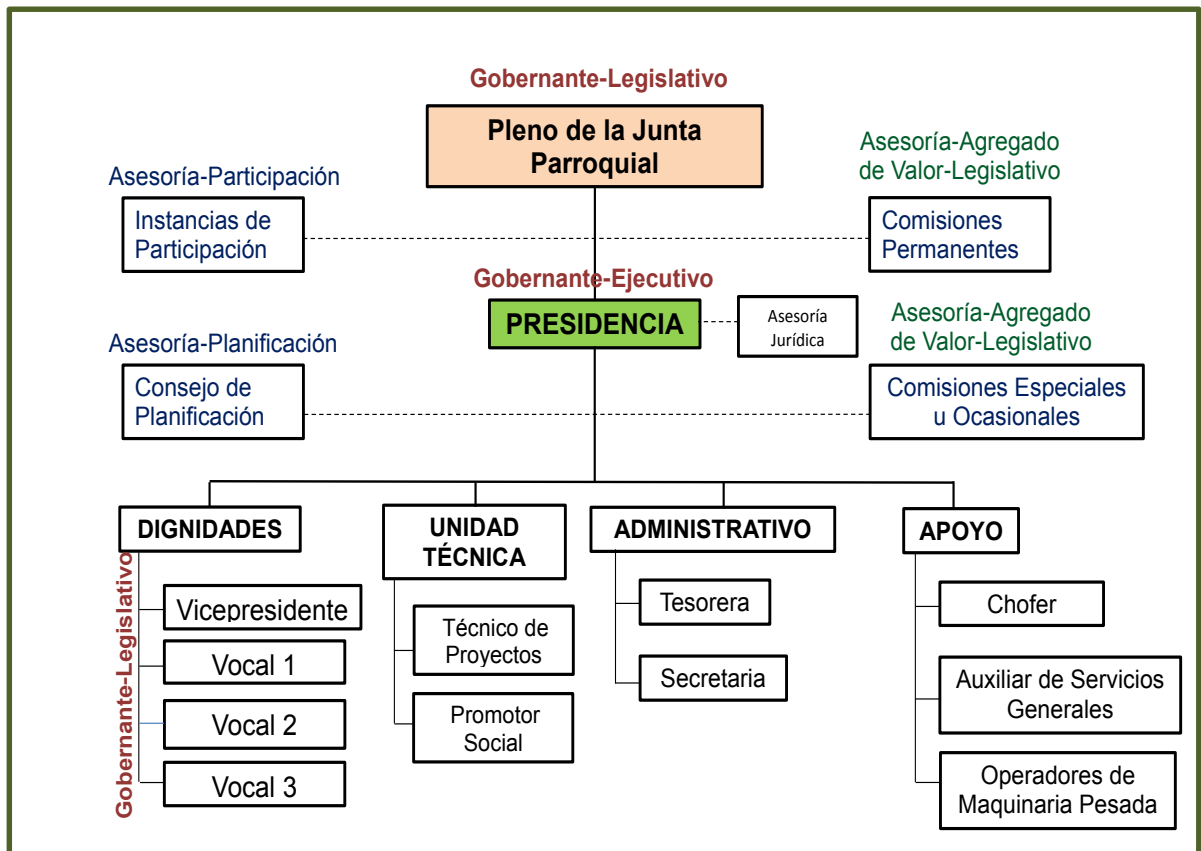 Gobernante-Legislativo
Pleno de la Junta
Parroquial
Asesoría-Participación
Instancias de
Participación
Asesoría-Agregado
de Valor-Legislativo
Comisiones
Permanentes
Gobernante-Ejecutivo
PRESIDENCIA
Asesoría
Jurídica
Asesoría-Planificación
Consejo de
Planificación
Asesoría-Agregado
de Valor-Legislativo
Comisiones Especiales
u Ocasionales
DIGNIDADES
Gobernante-Legislativo
Vicepresidente
Vocal 1
Vocal 2
Vocal 3
UNIDAD
TÉCNICA
Técnico de
Proyectos
Promotor
Social
ADMINISTRATIVO
Tesorera
Secretaria
APOYO
Chofer
Auxiliar de Servicios
Generales
Operadores de
Maquinaria Pesada